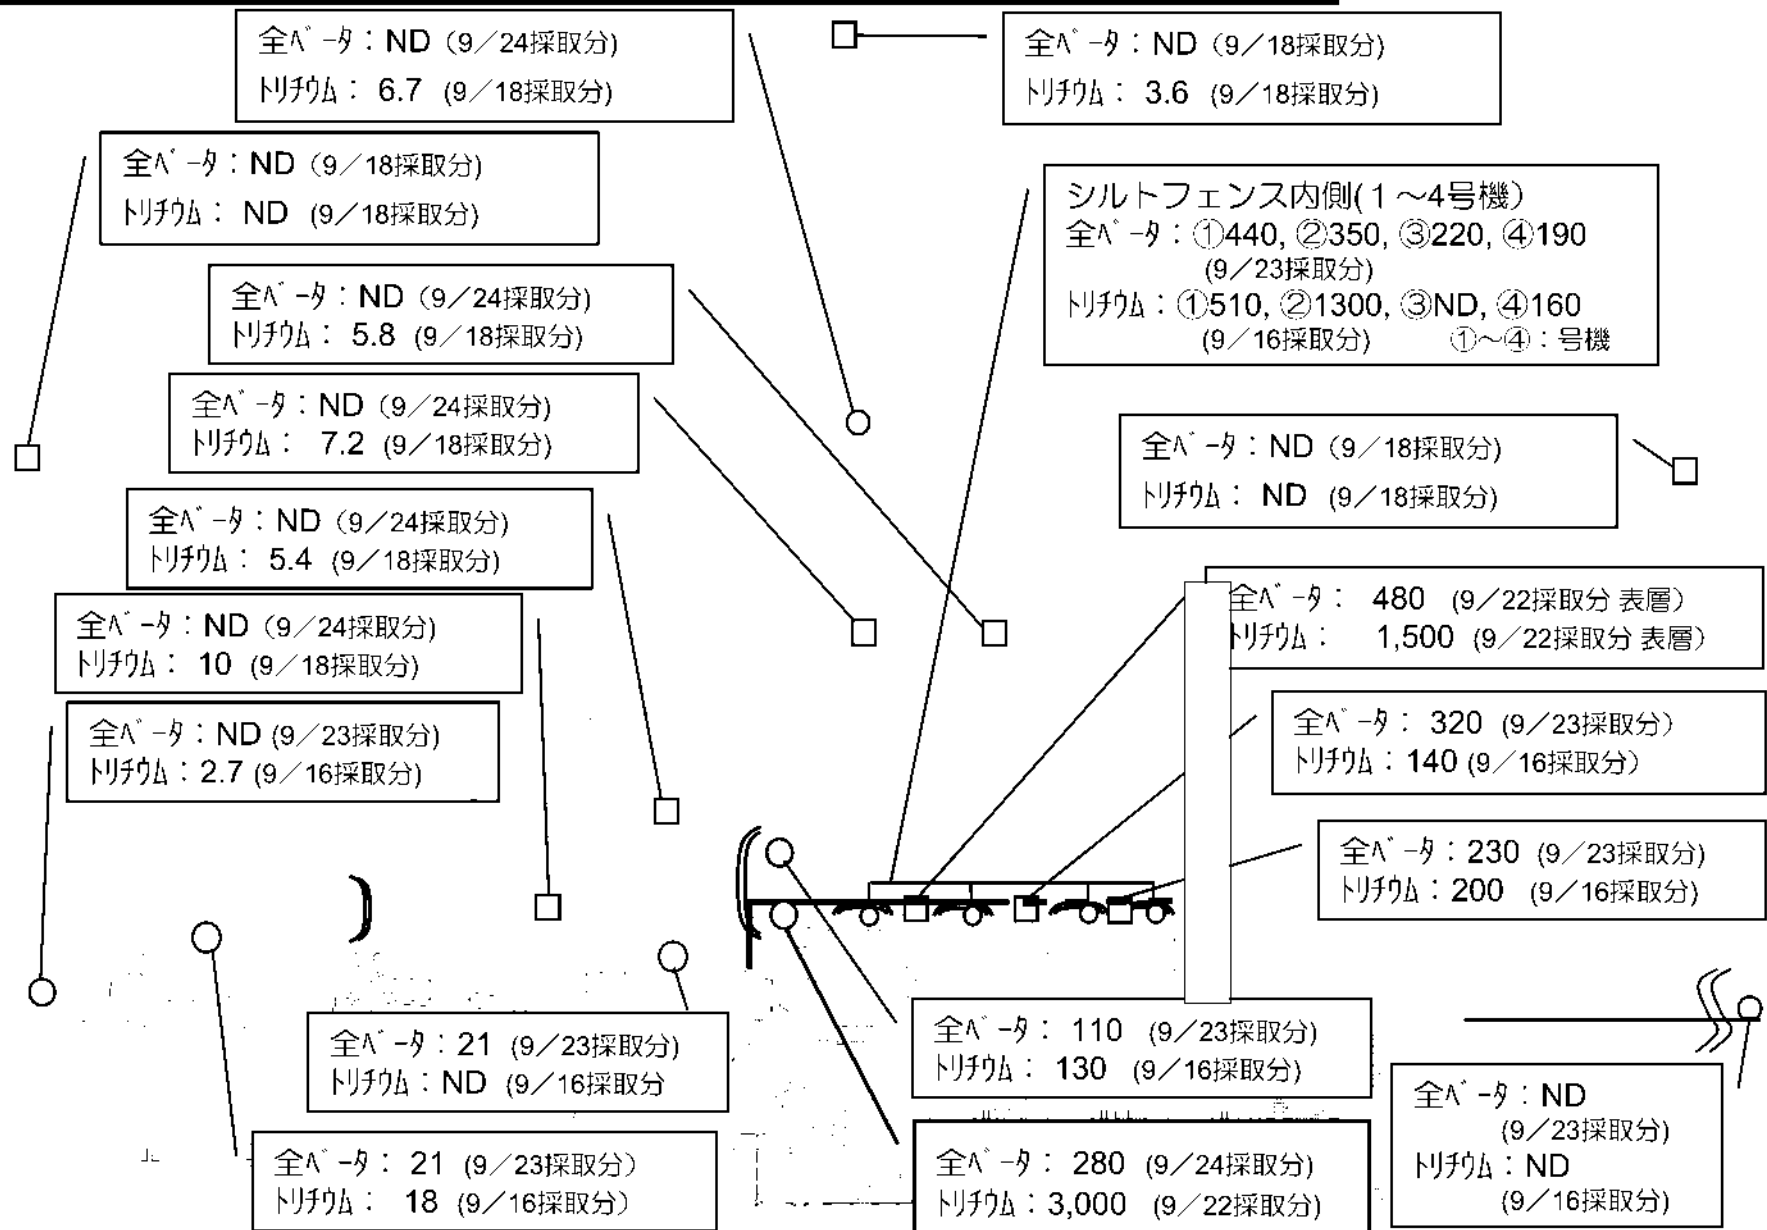 全ﾍﾞｰﾀ：ND（9／24採取分)
ﾄﾘﾁｳﾑ： 6.7 (9／18採取分)
全ﾍﾞｰﾀ：ND（9／18採取分)
ﾄﾘﾁｳﾑ： 3.6 (9／18採取分)
全ﾍﾞｰﾀ：ND（9／18採取分)
ﾄﾘﾁｳﾑ： ND (9／18採取分)
シルトフェンス内側(１～4号機）
全ﾍﾞｰﾀ：①440, ②350, ③220, ④190
(9／23採取分)
ﾄﾘﾁｳﾑ：①510, ②1300, ③ND, ④160
(9／16採取分) ①～④：号機
全ﾍﾞｰﾀ：ND（9／24採取分)
ﾄﾘﾁｳﾑ： 5.8 (9／18採取分)
全ﾍﾞｰﾀ：ND（9／24採取分)
ﾄﾘﾁｳﾑ： 7.2 (9／18採取分)
全ﾍﾞｰﾀ：ND（9／18採取分)
ﾄﾘﾁｳﾑ： ND (9／18採取分)
全ﾍﾞｰﾀ：ND（9／24採取分)
ﾄﾘﾁｳﾑ： 5.4 (9／18採取分)
全ﾍﾞｰﾀ： 480 (9／22採取分 表層）
ﾄﾘﾁｳﾑ： 1,500 (9／22採取分 表層）
全ﾍﾞｰﾀ：ND（9／24採取分)
ﾄﾘﾁｳﾑ： 10 (9／18採取分)
全ﾍﾞｰﾀ：ND (9／23採取分)
ﾄﾘﾁｳﾑ：2.7 (9／16採取分)
全ﾍﾞｰﾀ：320 (9／23採取分）
ﾄﾘﾁｳﾑ：140 (9／16採取分）
全ﾍﾞｰﾀ：230 (9／23採取分)
ﾄﾘﾁｳﾑ：200 (9／16採取分)
全ﾍﾞｰﾀ：21 (9／23採取分)
ﾄﾘﾁｳﾑ：ND (9／16採取分
全ﾍﾞｰﾀ： 110 (9／23採取分)
ﾄﾘﾁｳﾑ： 130 (9／16採取分)
全ﾍﾞｰﾀ：ND
(9／23採取分)
ﾄﾘﾁｳﾑ：ND
(9／16採取分)
全ﾍﾞｰﾀ： 21 (9／23採取分）
ﾄﾘﾁｳﾑ： 18 (9／16採取分）
全ﾍﾞｰﾀ： 280 (9／24採取分)
ﾄﾘﾁｳﾑ：3,000 (9／22採取分)